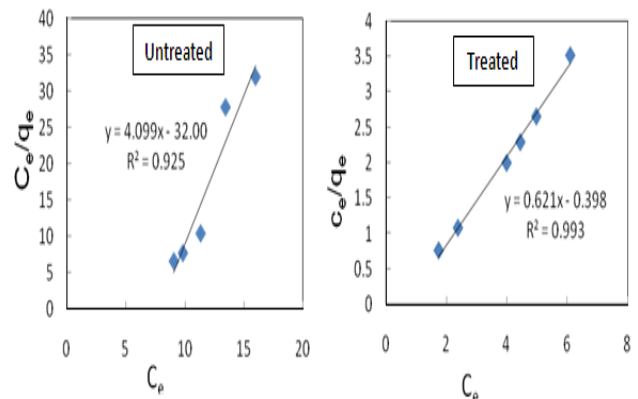 Untreated
40
35
30
25
20
15
10
5
0
Cₑ/qₑ
y = 4.099x - 32.00
R² = 0.925
0 5 10 15 20
Cₑ
Treated
4
3.5
3
2.5
2
1.5
1
0.5
0
cₑ/qₑ
y = 0.621x - 0.398
R² = 0.993
0 2 4 6 8
Cₑ